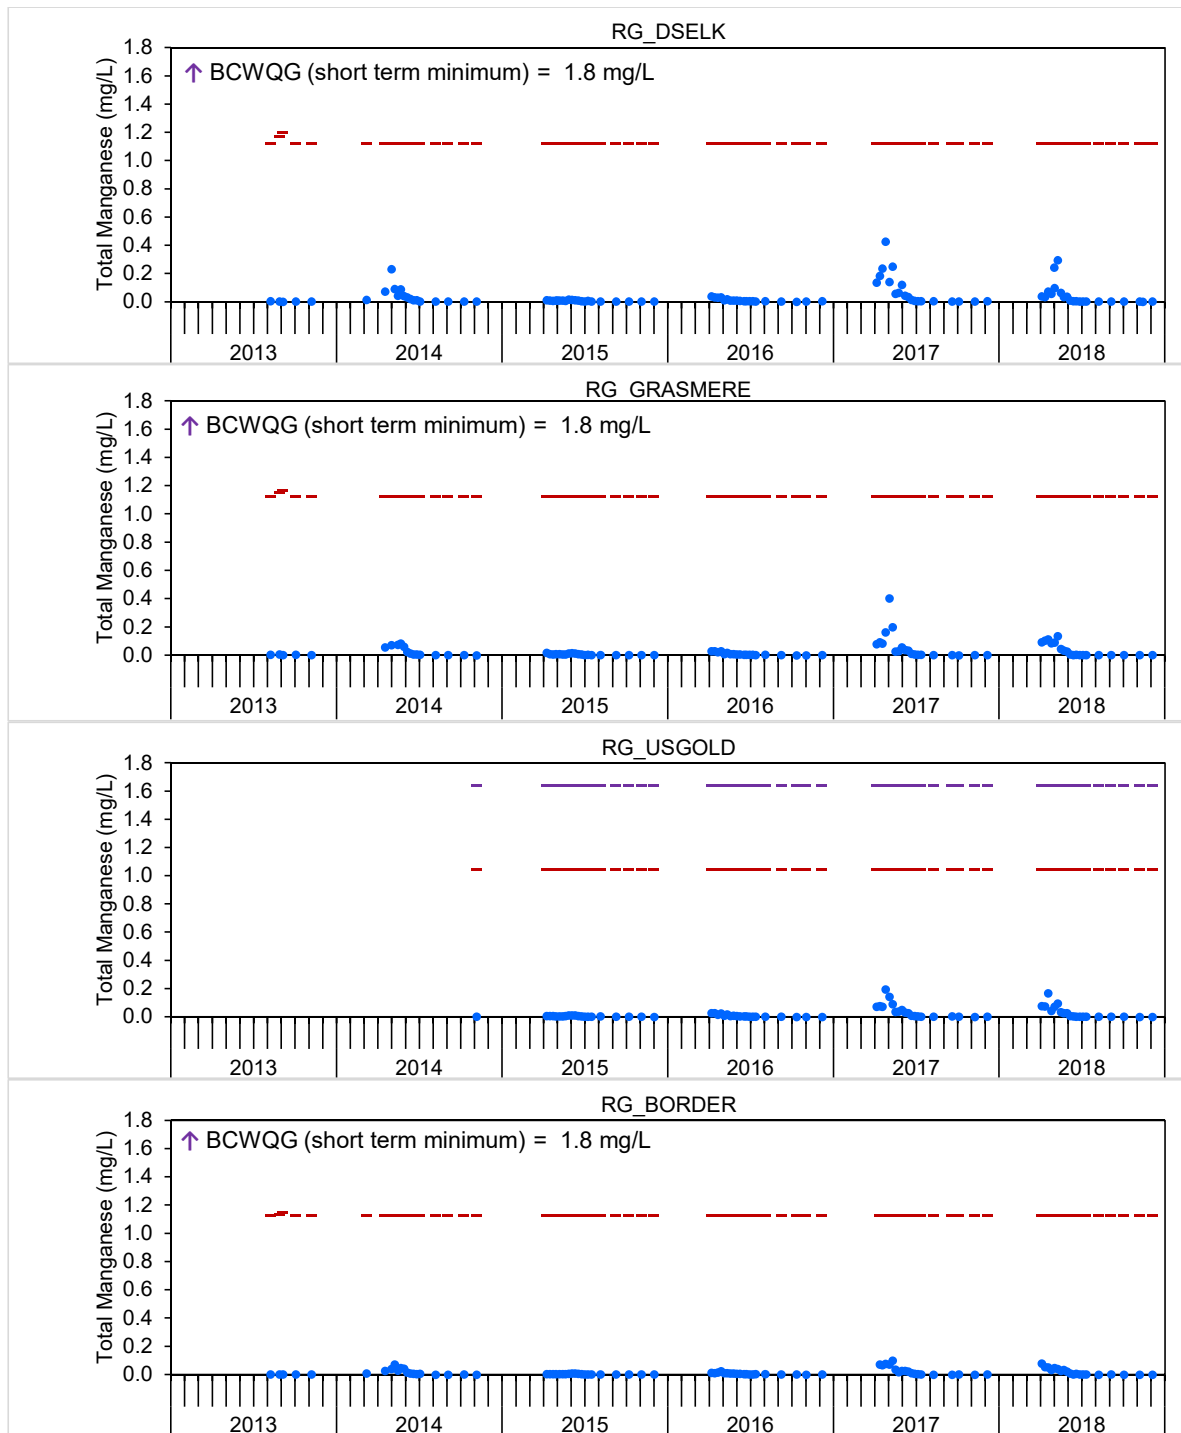 RG_DSELK
Total Manganese (mg/L)
1.8
1.6
1.4
1.2
1.0
0.8
0.6
0.4
0.2
0.0
↑ BCWQG (short term minimum) = 1.8 mg/L
2013 2014 2015 2016 2017 2018
RG_GRASMERE
Total Manganese (mg/L)
1.8
1.6
1.4
1.2
1.0
0.8
0.6
0.4
0.2
0.0
↑ BCWQG (short term minimum) = 1.8 mg/L
2013 2014 2015 2016 2017 2018
RG_USGOLD
Total Manganese (mg/L)
1.8
1.6
1.4
1.2
1.0
0.8
0.6
0.4
0.2
0.0
2013 2014 2015 2016 2017 2018
RG_BORDER
Total Manganese (mg/L)
1.8
1.6
1.4
1.2
1.0
0.8
0.6
0.4
0.2
0.0
↑ BCWQG (short term minimum) = 1.8 mg/L
2013 2014 2015 2016 2017 2018